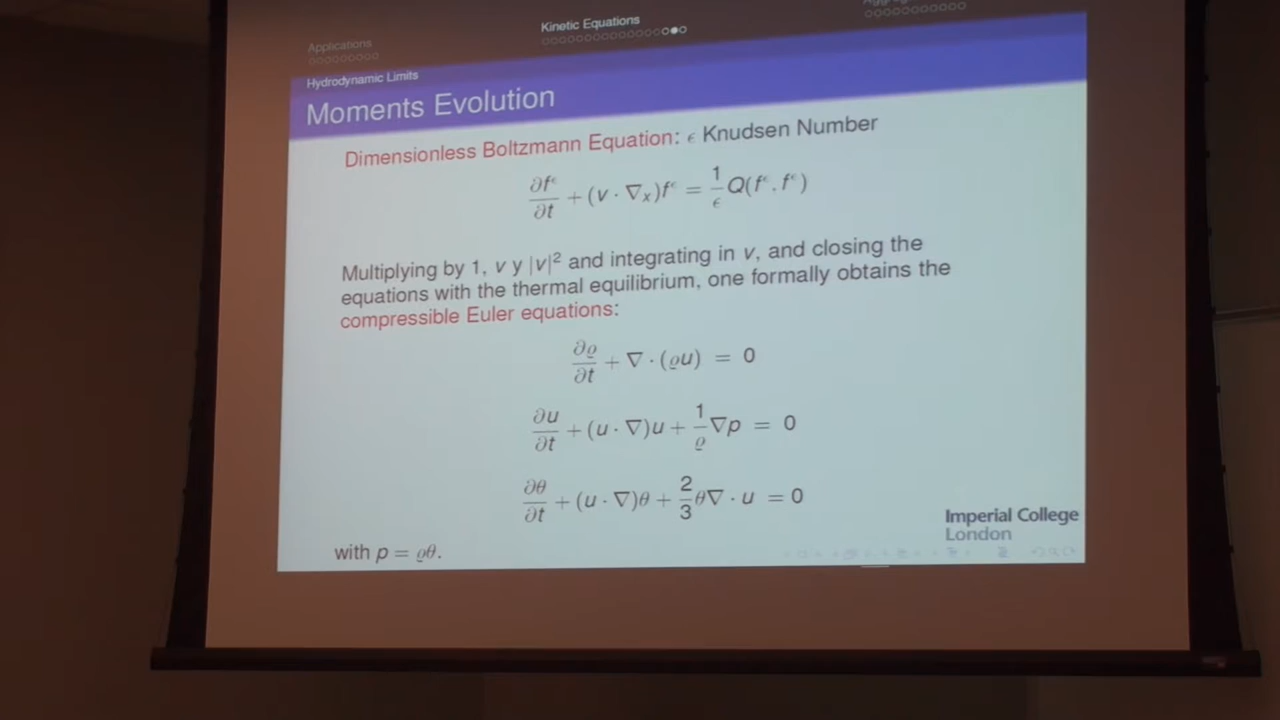 Applications
Kinetic Equations
Hydrodynamic Limits
Moments Evolution
Dimensionless Boltzmann Equation: ϵ Knudsen Number
∂f^ϵ/∂t + (v · ∇ₓ)f^ϵ = 1/ϵ Q(f^ϵ, f^ϵ)
Multiplying by 1, v y |v|² and integrating in v, and closing the
equations with the thermal equilibrium, one formally obtains the
compressible Euler equations:
∂ϱ/∂t + ∇ · (ϱu) = 0
∂u/∂t + (u · ∇)u + 1/ϱ ∇p = 0
∂θ/∂t + (u · ∇)θ + 2/3 θ∇ · u = 0
with p = ϱθ.
Imperial College
London